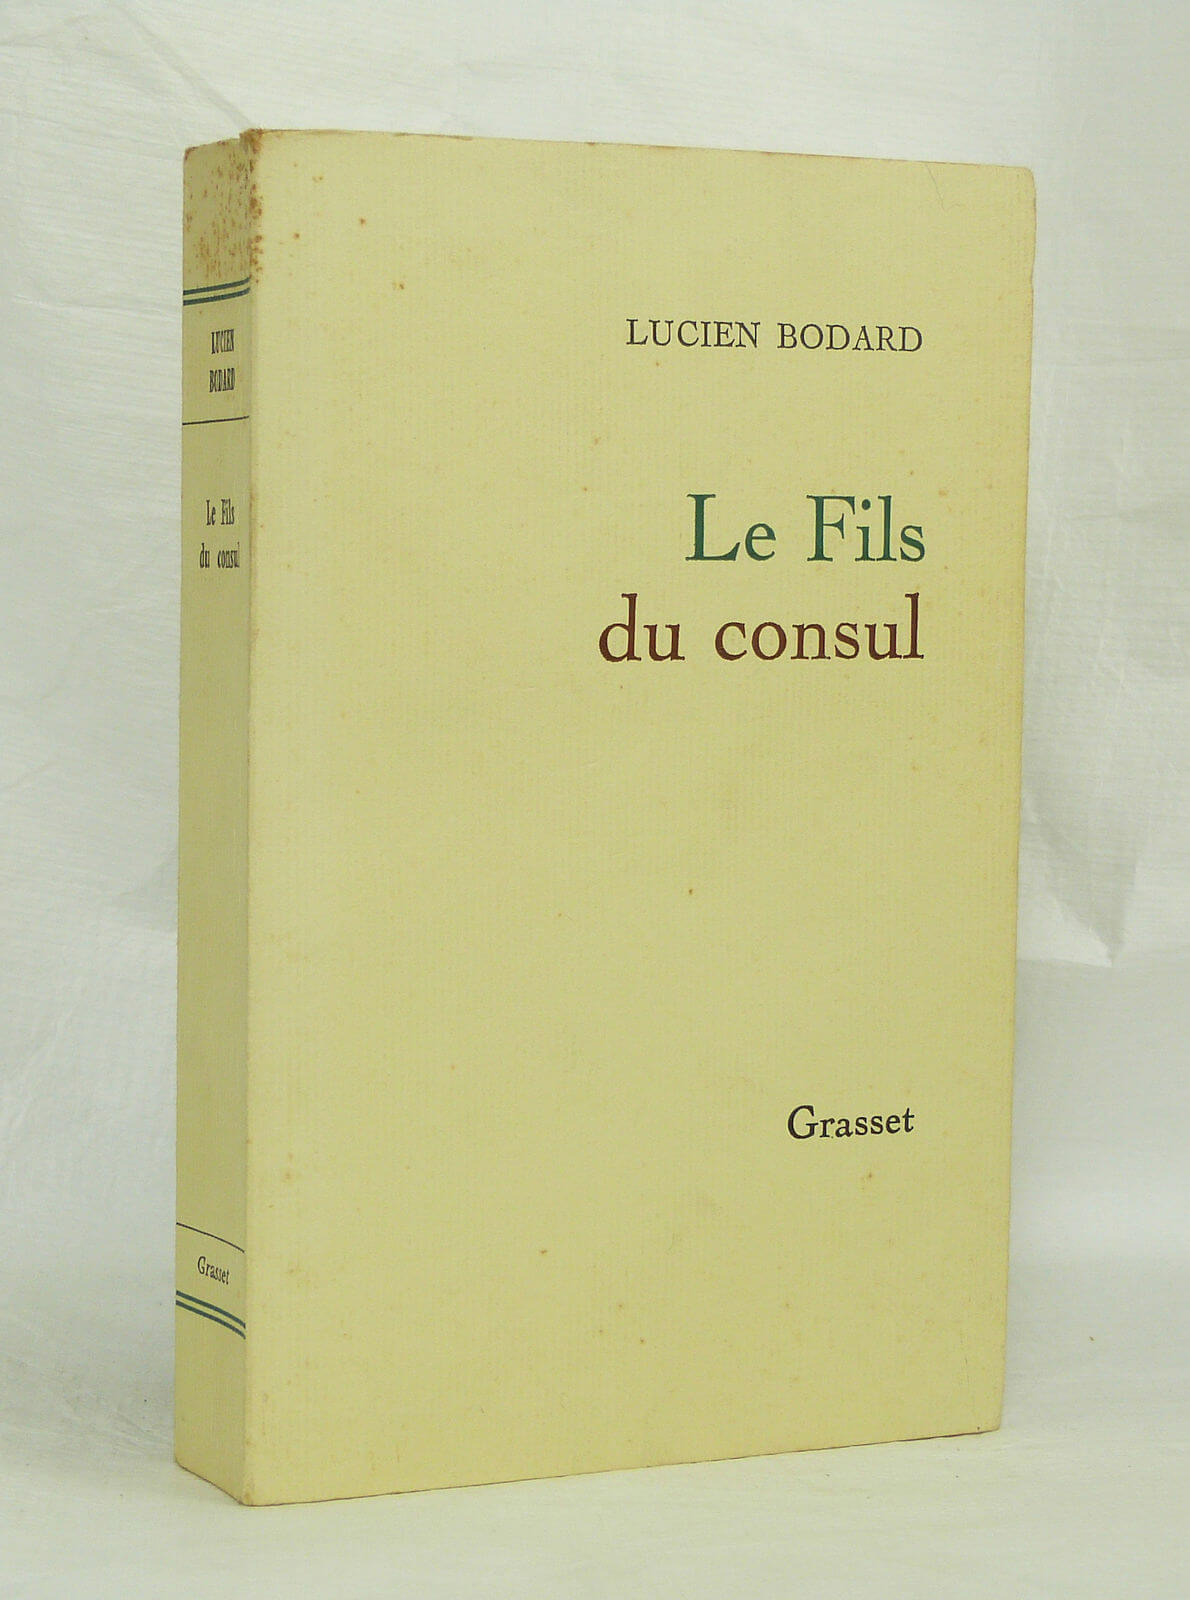 LUCIEN
BODARD
Le Fils
du consul
Grasset
LUCIEN BODARD
Le Fils
du consul
Grasset